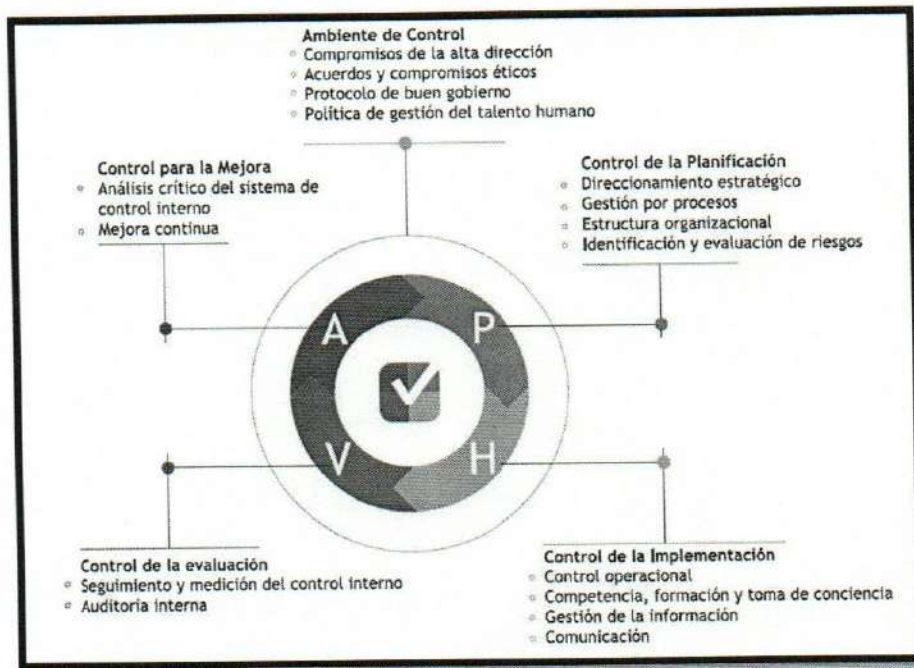 Ambiente de Control
Compromisos de la alta dirección
Acuerdos y compromisos éticos
Protocolo de buen gobierno
Política de gestión del talento humano
Control para la Mejora
Análisis crítico del sistema de
control interno
Mejora continua
Control de la Planificación
Direccionamiento estratégico
Gestión por procesos
Estructura organizacional
Identificación y evaluación de riesgos
A
P
V
H
Control de la evaluación
Seguimiento y medición del control interno
Auditoría interna
Control de la Implementación
Control operacional
Competencia, formación y toma de conciencia
Gestión de la información
Comunicación